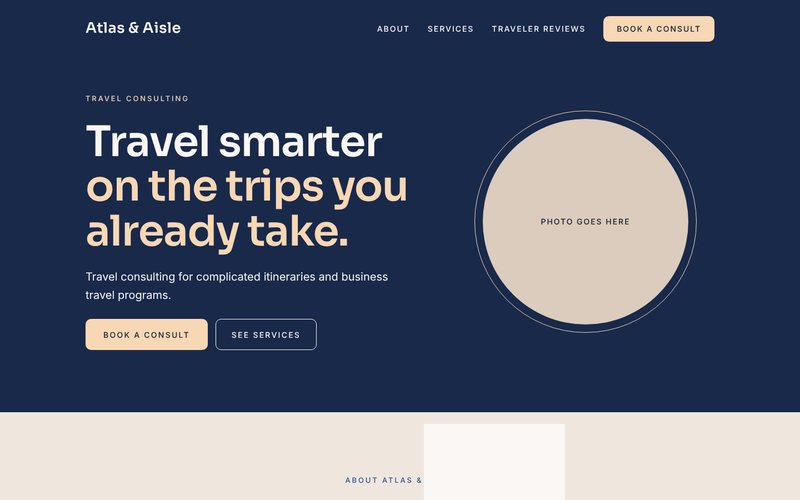 Atlas & Aisle
ABOUT
SERVICES
TRAVELER REVIEWS
BOOK A CONSULT
TRAVEL CONSULTING
Travel smarter
on the trips you
already take.
Travel consulting for complicated itineraries and business
travel programs.
BOOK A CONSULT
SEE SERVICES
PHOTO GOES HERE
ABOUT ATLAS &